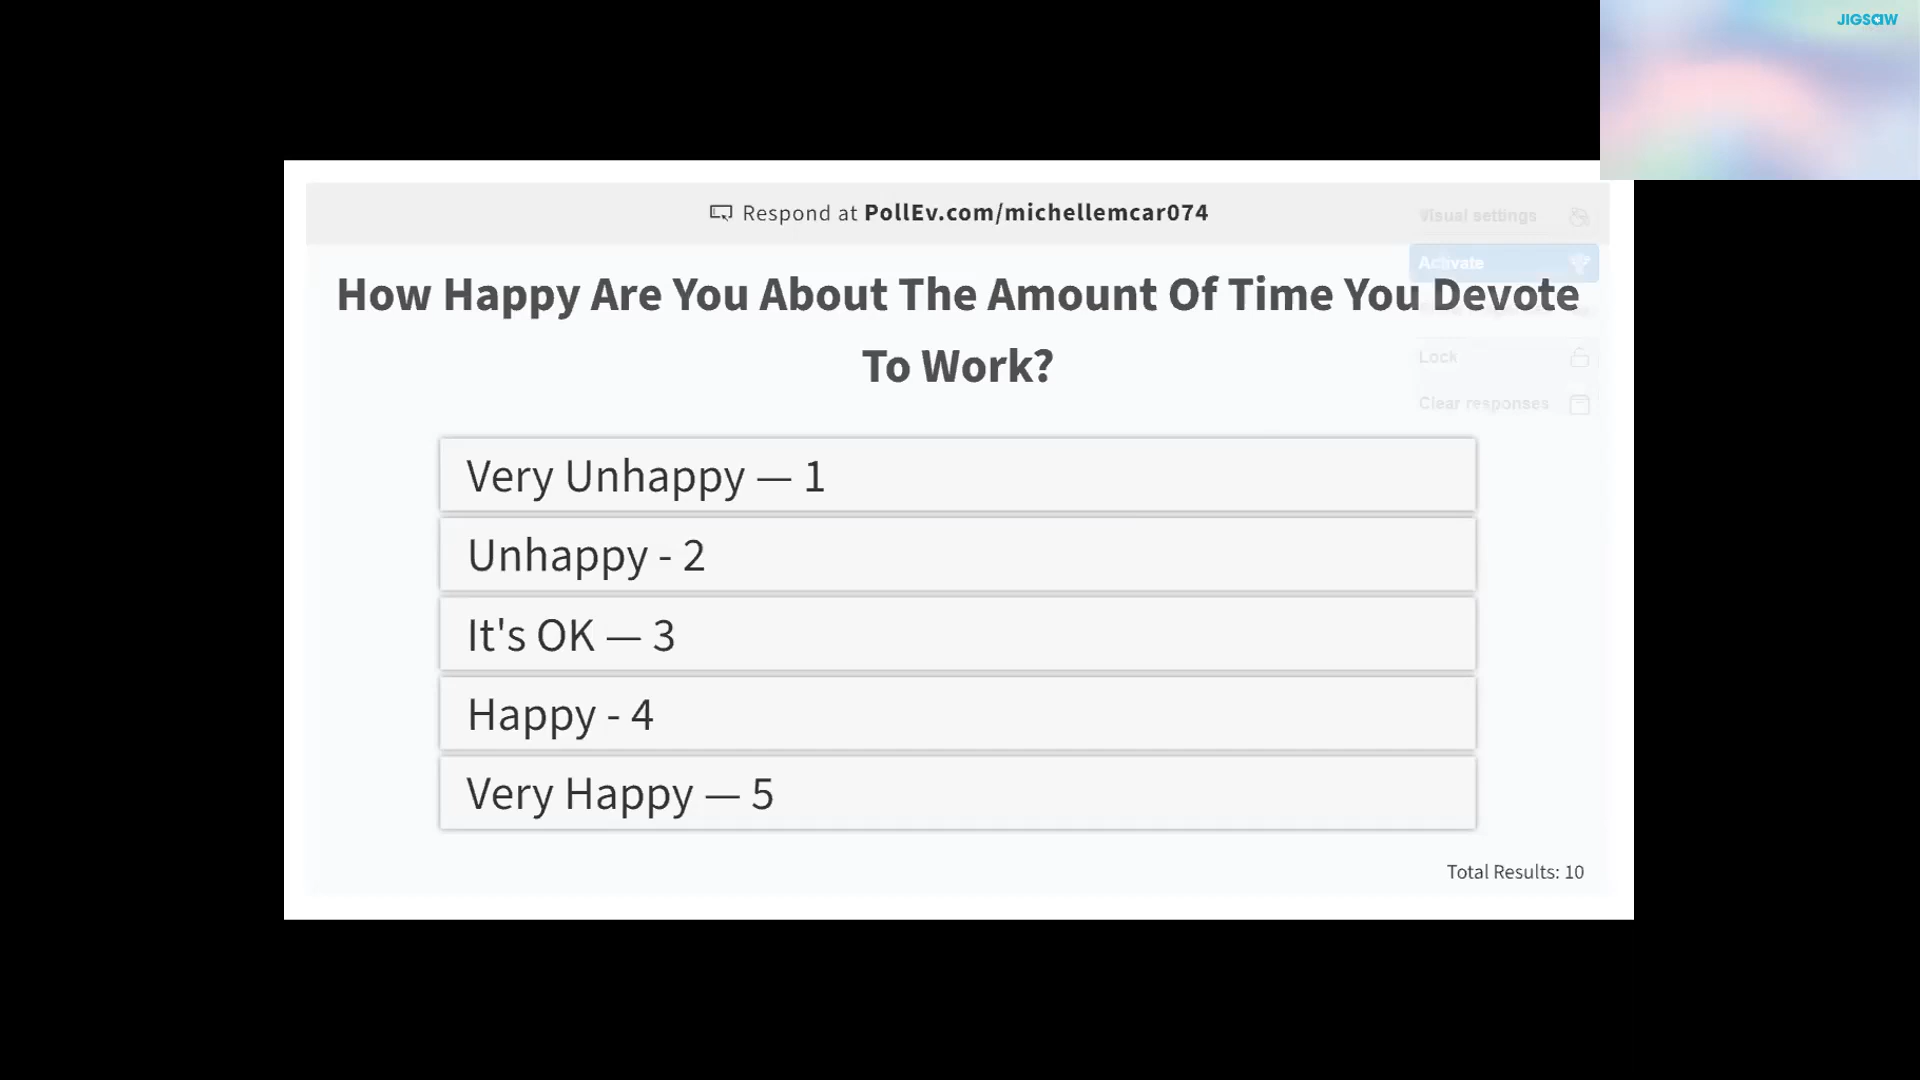 JIGSAW
Respond at PollEv.com/michellemcar074
Visual settings
Activate
How Happy Are You About The Amount Of Time You Devote
To Work?
Lock
Clear responses
Very Unhappy — 1
Unhappy - 2
It's OK — 3
Happy - 4
Very Happy — 5
Total Results: 10